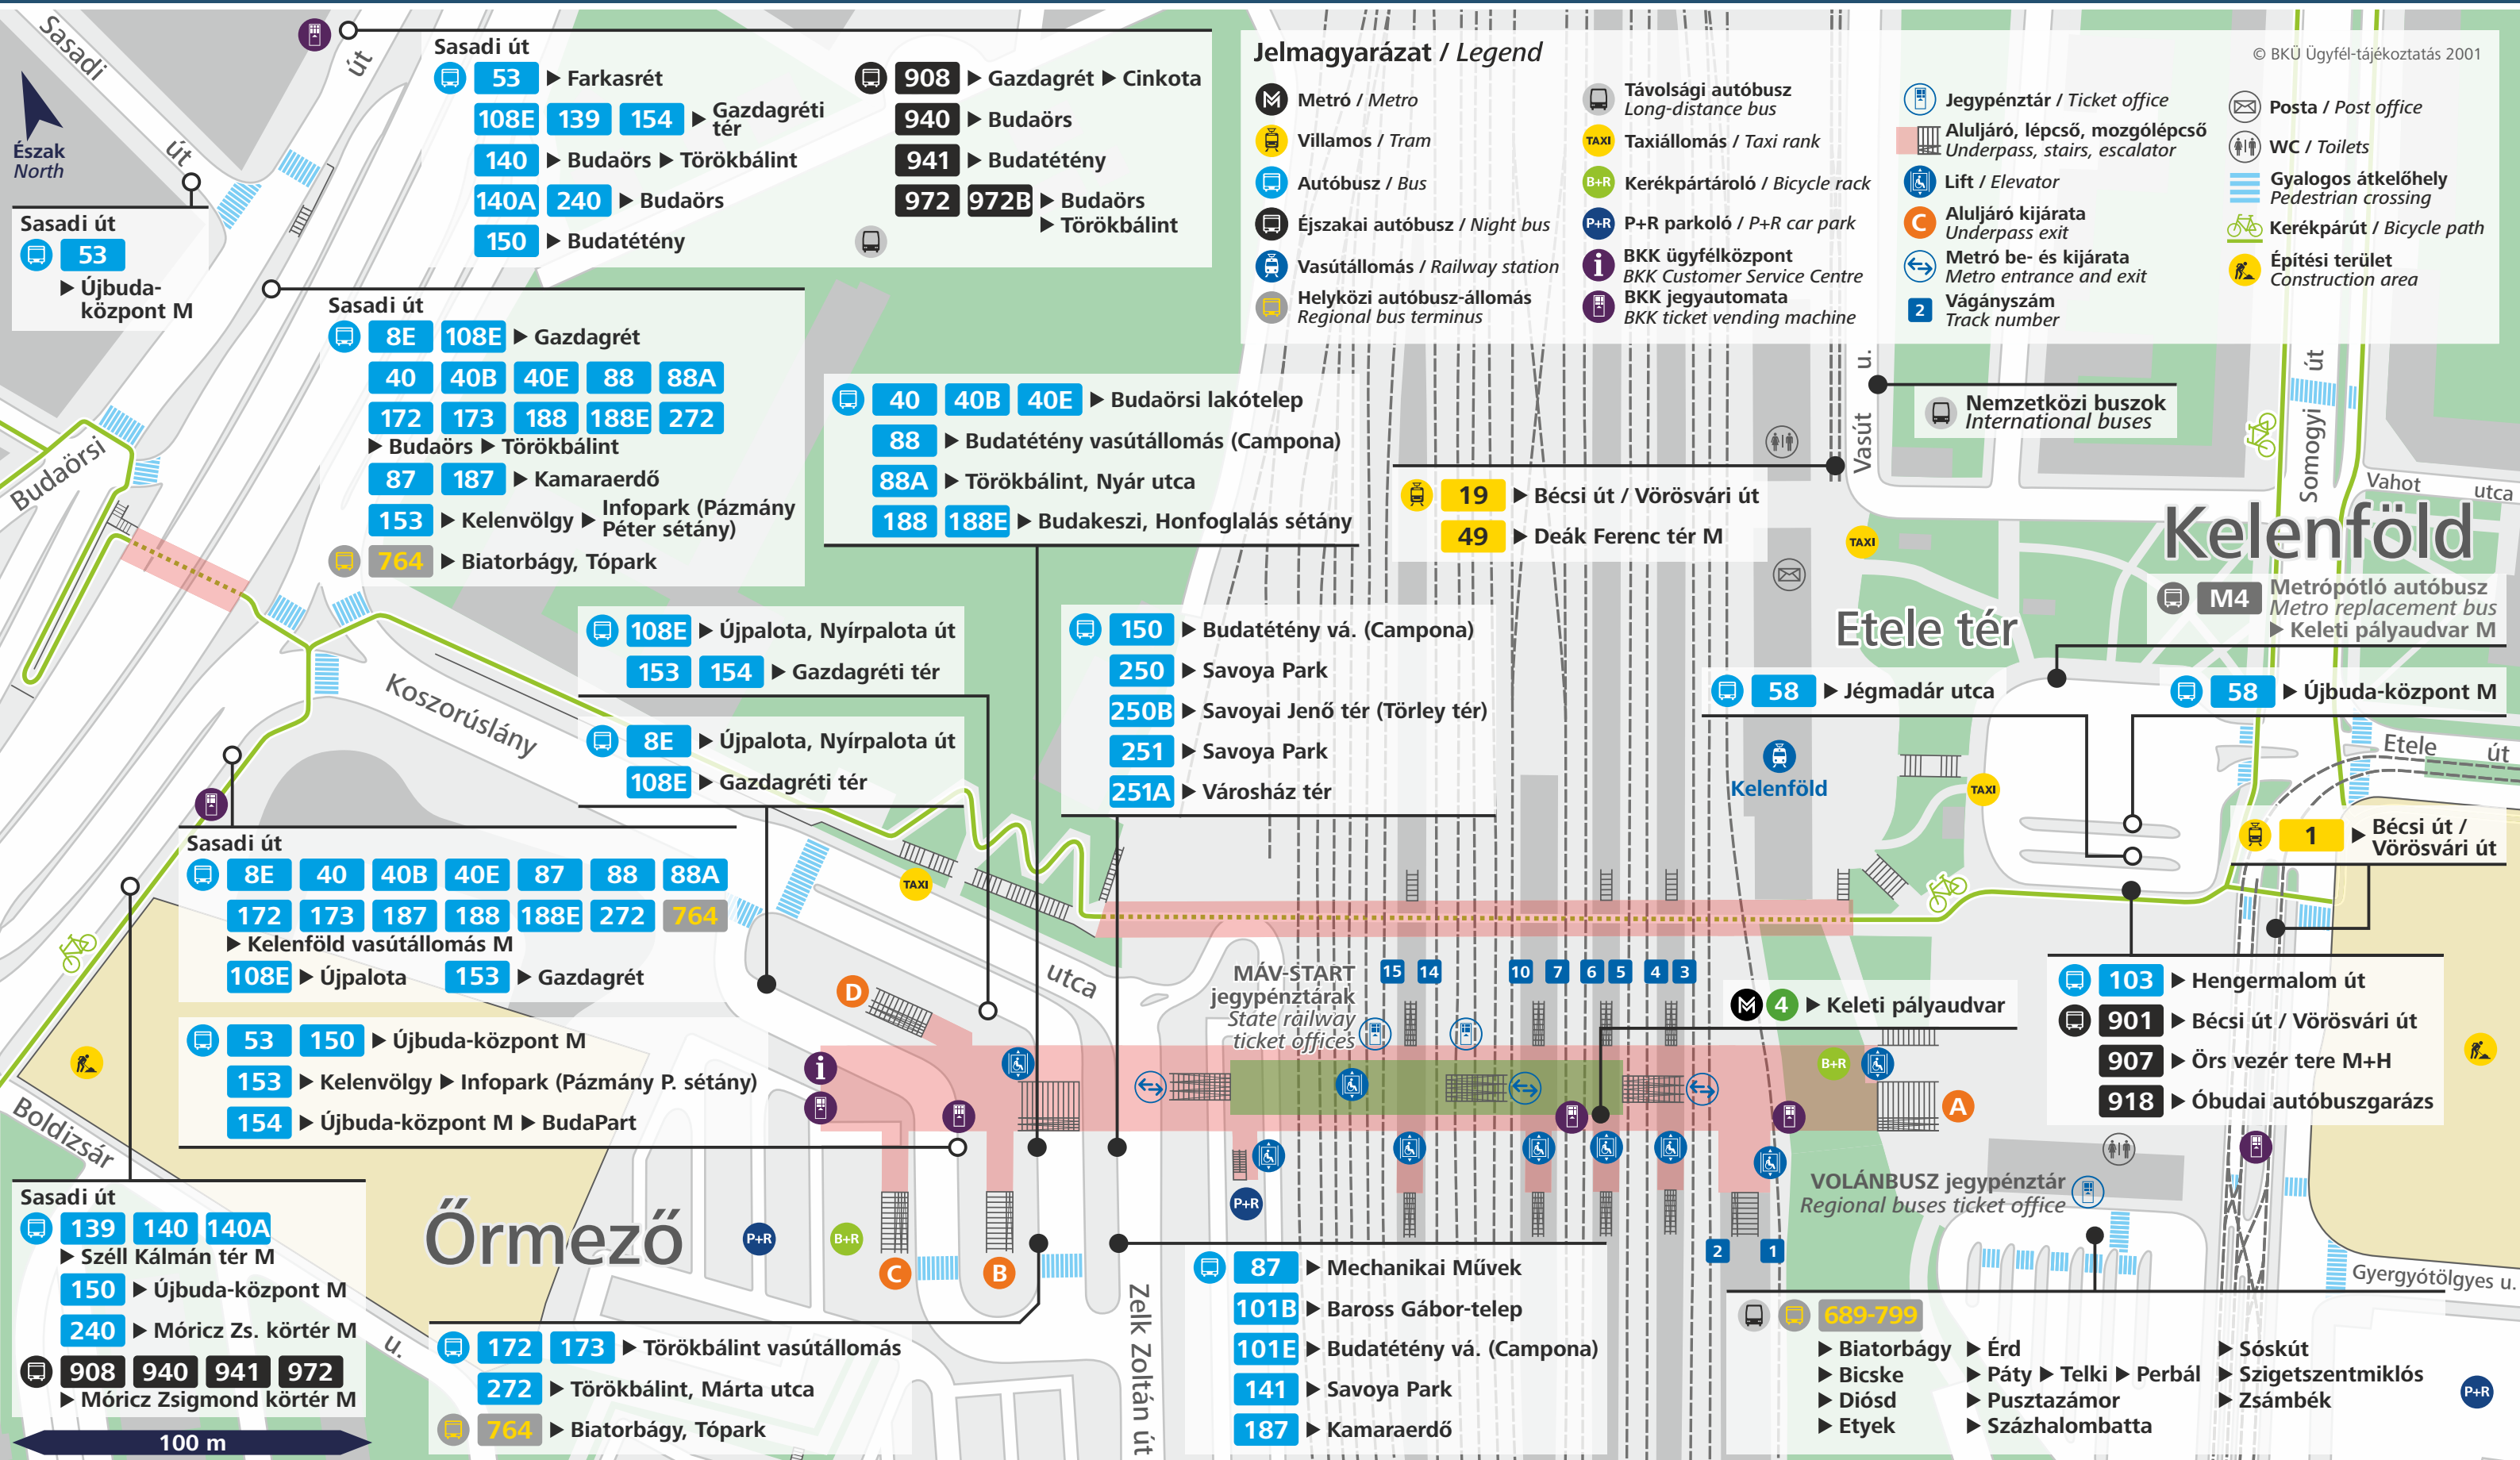 Sasadi
út
út
Észak
North
Sasadi út
53
▶ Újbuda-
központ M
Sasadi út
53 ▶ Farkasrét
108E 139 154 ▶ Gazdagréti
tér
140 ▶ Budaörs ▶ Törökbálint
140A 240 ▶ Budaörs
150 ▶ Budatétény
908 ▶ Gazdagrét ▶ Cinkota
940 ▶ Budaörs
941 ▶ Budatétény
972 972B ▶ Budaörs
▶ Törökbálint
Jelmagyarázat / Legend
© BKÜ Ügyfél-tájékoztatás 2001
M Metró / Metro
Villamos / Tram
Autóbusz / Bus
Éjszakai autóbusz / Night bus
Vasútállomás / Railway station
Helyközi autóbusz-állomás
Regional bus terminus
Távolsági autóbusz
Long-distance bus
TAXI Taxiállomás / Taxi rank
B+R Kerékpártároló / Bicycle rack
P+R P+R parkoló / P+R car park
i BKK ügyfélközpont
BKK Customer Service Centre
BKK jegyautomata
BKK ticket vending machine
Jegypénztár / Ticket office
Aluljáró, lépcső, mozgólépcső
Underpass, stairs, escalator
Lift / Elevator
C Aluljáró kijárata
Underpass exit
Metró be- és kijárata
Metro entrance and exit
2 Vágányszám
Track number
Posta / Post office
WC / Toilets
Gyalogos átkelőhely
Pedestrian crossing
Kerékpárút / Bicycle path
Építési terület
Construction area
Sasadi út
8E 108E ▶ Gazdagrét
40 40B 40E 88 88A
172 173 188 188E 272
▶ Budaörs ▶ Törökbálint
87 187 ▶ Kamaraerdő
153 ▶ Kelenvölgy ▶ Infopark (Pázmány
Péter sétány)
764 ▶ Biatorbágy, Tópark
40 40B 40E ▶ Budaörsi lakótelep
88 ▶ Budatétény vasútállomás (Campona)
88A ▶ Törökbálint, Nyár utca
188 188E ▶ Budakeszi, Honfoglalás sétány
19 ▶ Bécsi út / Vörösvári út
49 ▶ Deák Ferenc tér M
Vasút u.
Nemzetközi buszok
International buses
Somogyi út
Vahot utca
Budaörsi
TAXI
Kelenföld
M4 Metrópótló autóbusz
Metro replacement bus
▶ Keleti pályaudvar M
Etele tér
108E ▶ Újpalota, Nyírpalota út
153 154 ▶ Gazdagréti tér
8E ▶ Újpalota, Nyírpalota út
108E ▶ Gazdagréti tér
150 ▶ Budatétény vá. (Campona)
250 ▶ Savoya Park
250B ▶ Savoyai Jenő tér (Törley tér)
251 ▶ Savoya Park
251A ▶ Városház tér
58 ▶ Jégmadár utca
58 ▶ Újbuda-központ M
Etele út
Koszorúslány
utca
Kelenföld
TAXI
1 ▶ Bécsi út /
Vörösvári út
Sasadi út
8E 40 40B 40E 87 88 88A
172 173 187 188 188E 272 764
▶ Kelenföld vasútállomás M
108E ▶ Újpalota 153 ▶ Gazdagrét
TAXI
D
MÁV-START
jegypénztárak
State railway
ticket offices
15 14 10 7 6 5 4 3
M 4 ▶ Keleti pályaudvar
103 ▶ Hengermalom út
901 ▶ Bécsi út / Vörösvári út
907 ▶ Örs vezér tere M+H
918 ▶ Óbudai autóbuszgarázs
53 150 ▶ Újbuda-központ M
153 ▶ Kelenvölgy ▶ Infopark (Pázmány P. sétány)
154 ▶ Újbuda-központ M ▶ BudaPart
i
B+R
A
Boldizsár
u.
VOLÁNBUSZ jegypénztár
Regional buses ticket office
Sasadi út
139 140 140A
▶ Széll Kálmán tér M
150 ▶ Újbuda-központ M
240 ▶ Móricz Zs. körtér M
908 940 941 972
▶ Móricz Zsigmond körtér M
100 m
Őrmező
P+R
B+R
C
B
P+R
2 1
172 173 ▶ Törökbálint vasútállomás
272 ▶ Törökbálint, Márta utca
764 ▶ Biatorbágy, Tópark
Zelk Zoltán út
87 ▶ Mechanikai Művek
101B ▶ Baross Gábor-telep
101E ▶ Budatétény vá. (Campona)
141 ▶ Savoya Park
187 ▶ Kamaraerdő
Gyergyótölgyes u.
689-799
▶ Biatorbágy
▶ Bicske
▶ Diósd
▶ Etyek
▶ Érd
▶ Páty ▶ Telki ▶ Perbál
▶ Pusztazámor
▶ Százhalombatta
▶ Sóskút
▶ Szigetszentmiklós
▶ Zsámbék
P+R